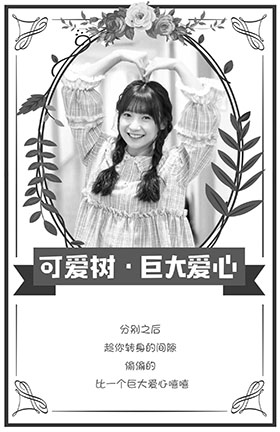 可爱树·巨大爱心
分别之后
趁你转身的间隙
偷偷的
比一个巨大爱心嘻嘻